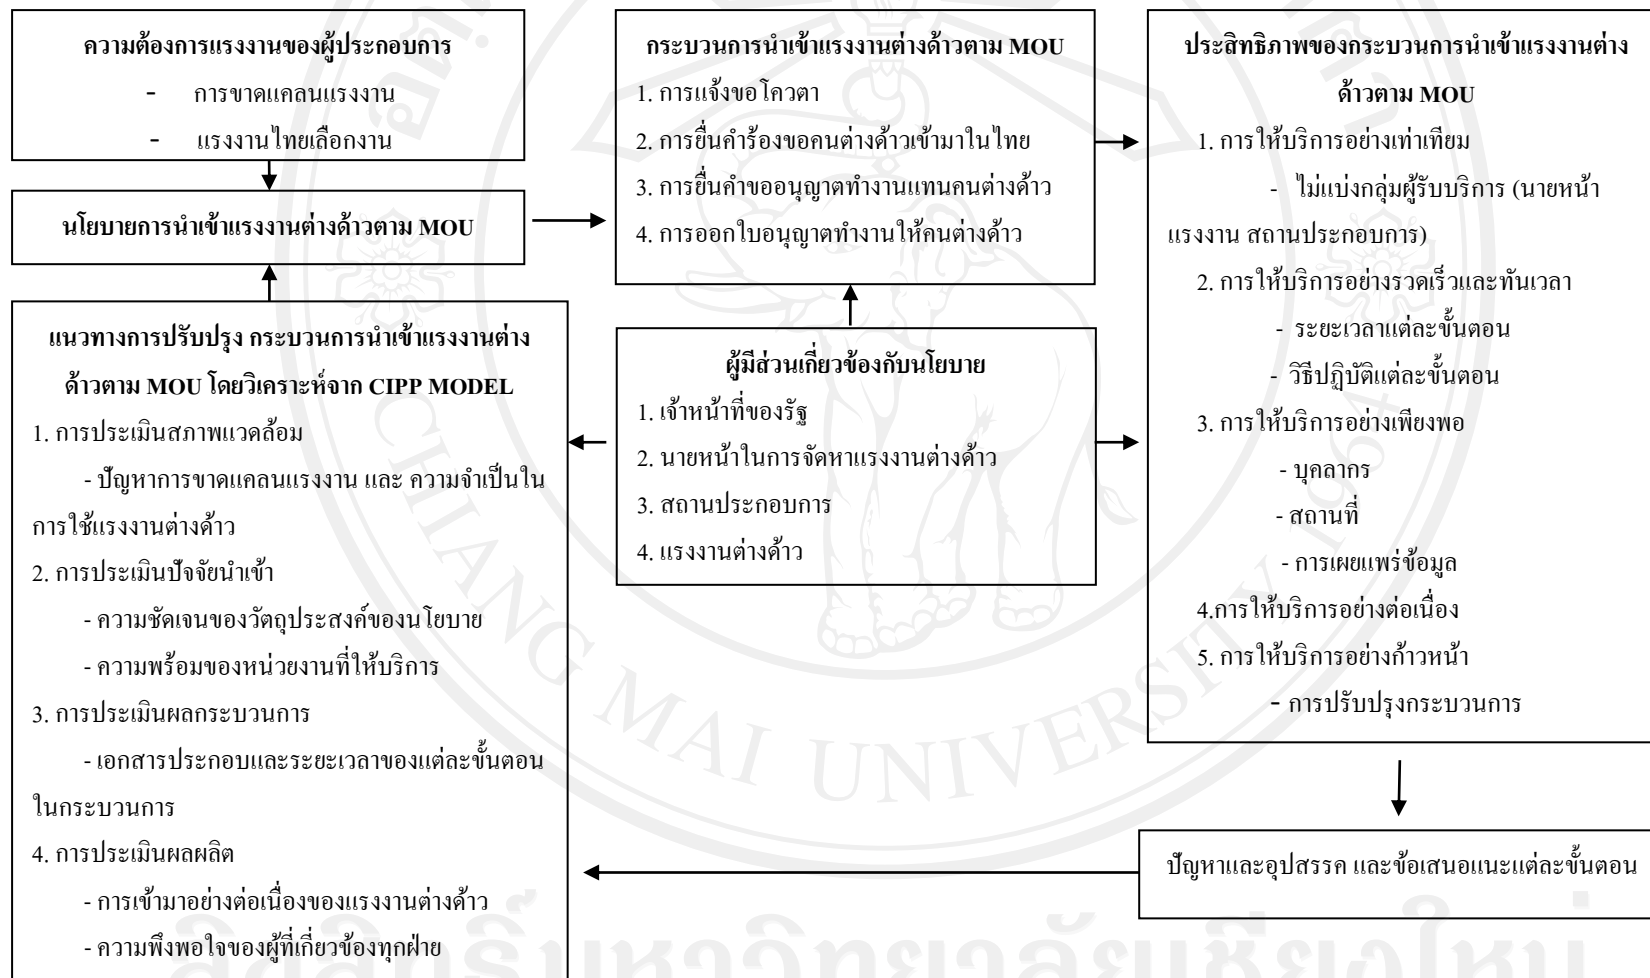 ความต้องการแรงงานของผู้ประกอบการ
- การขาดแคลนแรงงาน
- แรงงานไทยเลือกงาน
นโยบายการนำเข้าแรงงานต่างด้าวตาม MOU
แนวทางการปรับปรุง กระบวนการนำเข้าแรงงานต่าง
ด้าวตาม MOU โดยวิเคราะห์จาก CIPP MODEL
1. การประเมินสภาพแวดล้อม
- ปัญหาการขาดแคลนแรงงาน และ ความจำเป็นใน
การใช้แรงงานต่างด้าว
2. การประเมินปัจจัยนำเข้า
- ความชัดเจนของวัตถุประสงค์ของนโยบาย
- ความพร้อมของหน่วยงานที่ให้บริการ
3. การประเมินผลกระบวนการ
- เอกสารประกอบและระยะเวลาของแต่ละขั้นตอน
ในกระบวนการ
4. การประเมินผลผลิต
- การเข้ามาอย่างต่อเนื่องของแรงงานต่างด้าว
- ความพึงพอใจของผู้ที่เกี่ยวข้องทุกฝ่าย
กระบวนการนำเข้าแรงงานต่างด้าวตาม MOU
1. การแจ้งขอโควตา
2. การยื่นคำร้องขอคนต่างด้าวเข้ามาในไทย
3. การยื่นคำขออนุญาตทำงานแทนคนต่างด้าว
4. การออกใบอนุญาตทำงานให้คนต่างด้าว
ผู้มีส่วนเกี่ยวข้องกับนโยบาย
1. เจ้าหน้าที่ของรัฐ
2. นายหน้าในการจัดหาแรงงานต่างด้าว
3. สถานประกอบการ
4. แรงงานต่างด้าว
ประสิทธิภาพของกระบวนการนำเข้าแรงงานต่าง
ด้าวตาม MOU
1. การให้บริการอย่างเท่าเทียม
- ไม่แบ่งกลุ่มผู้รับบริการ (นายหน้า
แรงงาน สถานประกอบการ)
2. การให้บริการอย่างรวดเร็วและทันเวลา
- ระยะเวลาแต่ละขั้นตอน
- วิธีปฏิบัติแต่ละขั้นตอน
3. การให้บริการอย่างเพียงพอ
- บุคลากร
- สถานที่
- การเผยแพร่ข้อมูล
4.การให้บริการอย่างต่อเนื่อง
5. การให้บริการอย่างก้าวหน้า
- การปรับปรุงกระบวนการ
ปัญหาและอุปสรรค และข้อเสนอแนะแต่ละขั้นตอน
CHIANG MAI UNIVERSITY 1964
ลิขสิทธิ์มหาวิทยาลัยเชียงใหม่